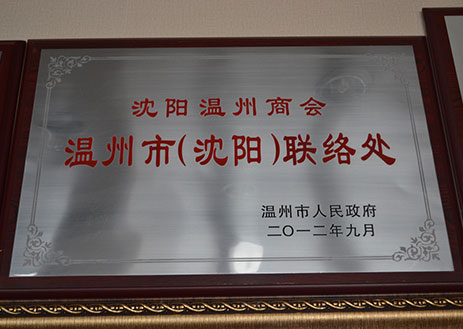 沈阳温州商会
温州市(沈阳)联络处
温州市人民政府
二〇一二年九月